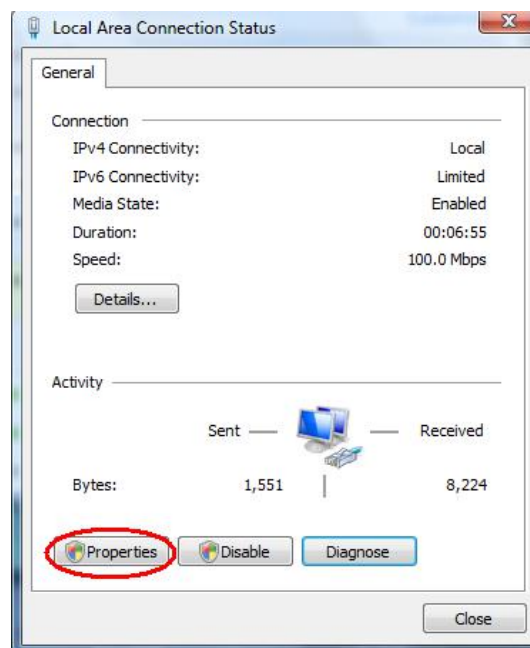 Local Area Connection Status
General
Connection
IPv4 Connectivity: Local
IPv6 Connectivity: Limited
Media State: Enabled
Duration: 00:06:55
Speed: 100.0 Mbps
Details...
Activity
Sent Received
Bytes: 1,551 8,224
Properties Disable Diagnose
Close